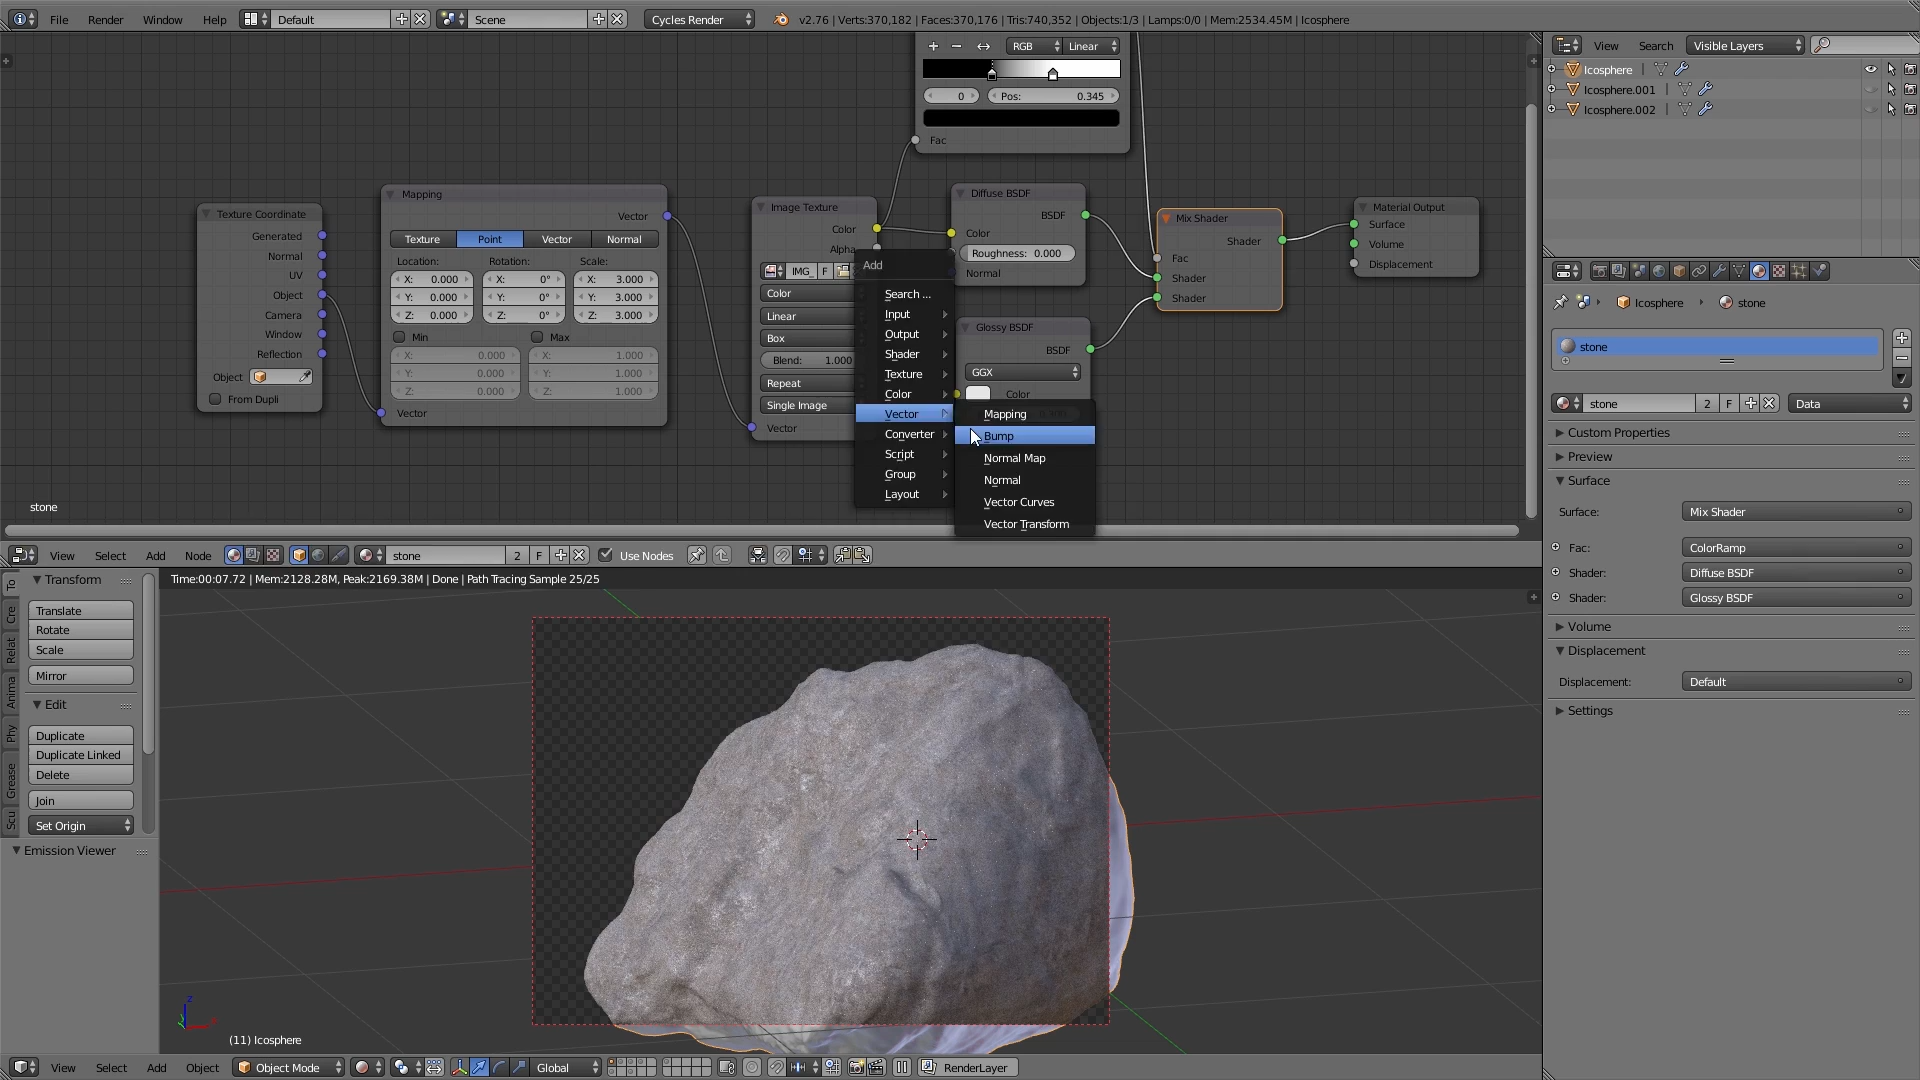 File Render Window Help Default Scene Cycles Render v2.76 | Verts:370,182 | Faces:370,176 | Tris:740,352 | Objects:1/3 | Lamps:0/0 | Mem:2534.45M | Icosphere
RGB Linear
0 Pos: 0.345
Fac
Texture Coordinate
Generated
Normal
UV
Object
Camera
Window
Reflection
Object
From Dupli
Mapping
Vector
Texture Point Vector Normal
Location: Rotation: Scale:
X: 0.000 X: 0° X: 3.000
Y: 0.000 Y: 0° Y: 3.000
Z: 0.000 Z: 0° Z: 3.000
Min Max
X: 0.000 X: 1.000
Y: 0.000 Y: 1.000
Z: 0.000 Z: 1.000
Vector
Image Texture
Color
Alpha
IMG_ F
Color
Linear
Box
Blend: 1.000
Repeat
Single Image
Vector
Diffuse BSDF
BSDF
Color
Roughness: 0.000
Normal
Glossy BSDF
BSDF
GGX
Color
Mix Shader
Shader
Fac
Shader
Shader
Material Output
Surface
Volume
Displacement
Add
Search ...
Input
Output
Shader
Texture
Color
Vector
Converter
Script
Group
Layout
Mapping
Bump
Normal Map
Normal
Vector Curves
Vector Transform
stone
View Select Add Node stone 2 F Use Nodes
To
Cre
Relat
Anima
Phy
Grease
Scu
Transform
Translate
Rotate
Scale
Mirror
Edit
Duplicate
Duplicate Linked
Delete
Join
Set Origin
Emission Viewer
Time:00:07.72 | Mem:2128.28M, Peak:2169.38M | Done | Path Tracing Sample 25/25
z
(11) Icosphere
View Select Add Object Object Mode Global RenderLayer
View Search Visible Layers
Icosphere
Icosphere.001
Icosphere.002
Icosphere stone
stone
stone 2 F Data
Custom Properties
Preview
Surface
Surface: Mix Shader
Fac: ColorRamp
Shader: Diffuse BSDF
Shader: Glossy BSDF
Volume
Displacement
Displacement: Default
Settings